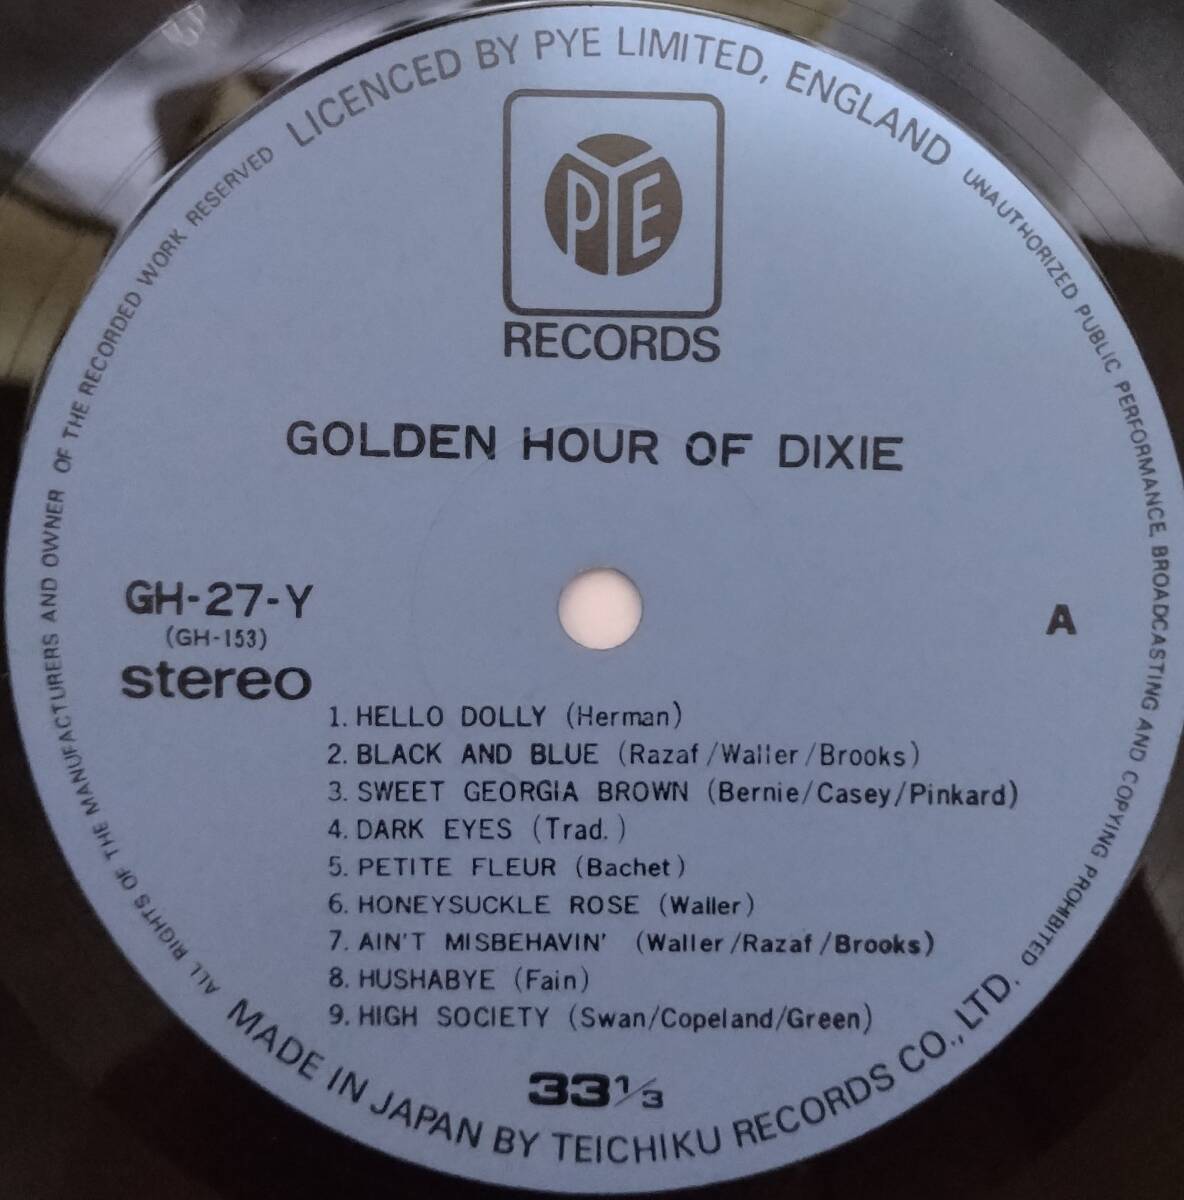 LICENCED BY PYE LIMITED, ENGLAND
UNAUTHORIZED PUBLIC PERFORMANCE, BROADCASTING AND COPYING PROHIBITED
ALL RIGHTS OF THE MANUFACTURERS AND OWNER OF THE RECORDED WORK RESERVED
PYE
RECORDS
GOLDEN HOUR OF DIXIE
GH-27-Y
(GH-153)
stereo
A
1. HELLO DOLLY (Herman)
2. BLACK AND BLUE (Razaf/Waller/Brooks)
3. SWEET GEORGIA BROWN (Bernie/Casey/Pinkard)
4. DARK EYES (Trad.)
5. PETITE FLEUR (Bachet)
6. HONEYSUCKLE ROSE (Waller)
7. AIN'T MISBEHAVIN' (Waller/Razaf/Brooks)
8. HUSHABYE (Fain)
9. HIGH SOCIETY (Swan/Copeland/Green)
33 1/3
MADE IN JAPAN BY TEICHIKU RECORDS CO., LTD.